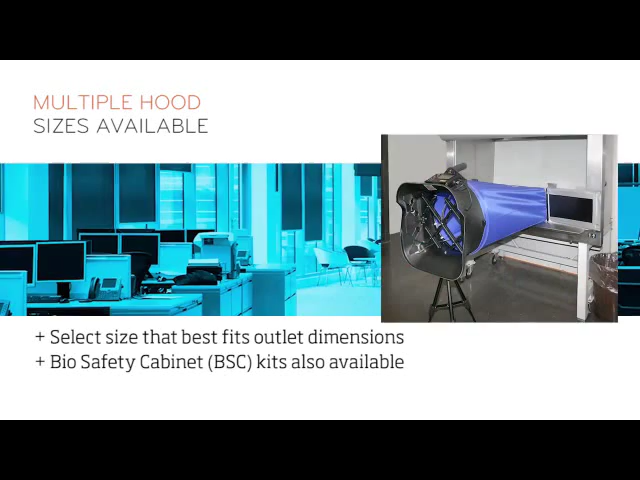 MULTIPLE HOOD
SIZES AVAILABLE
+ Select size that best fits outlet dimensions
+ Bio Safety Cabinet (BSC) kits also available